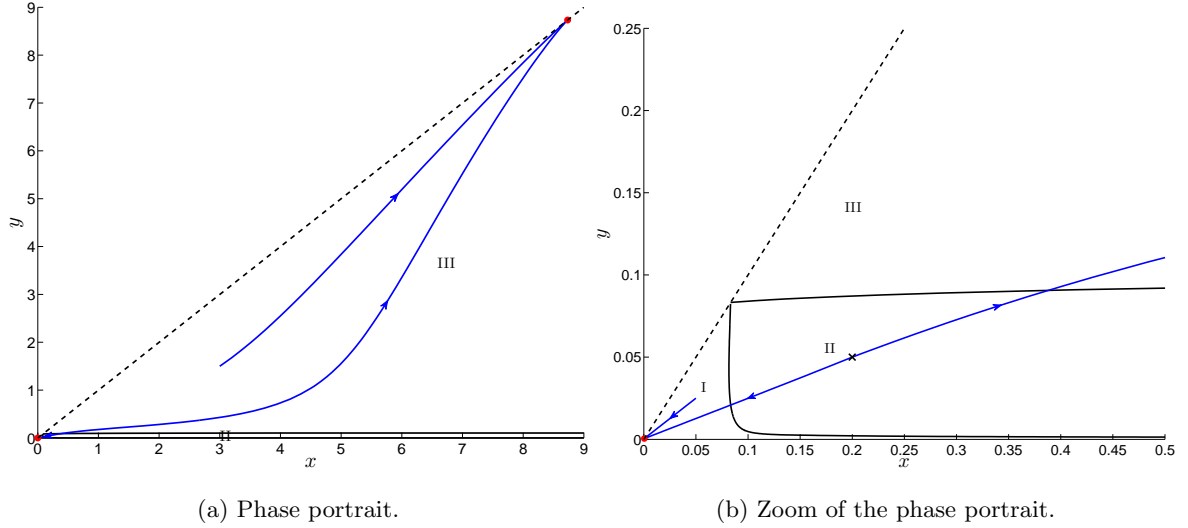 9
8
7
6
5
4
3
2
1
0
y
0 1 2 3 4 5 6 7 8 9
x
III
II
(a) Phase portrait.
0.25
0.2
0.15
0.1
0.05
0
y
0 0.05 0.1 0.15 0.2 0.25 0.3 0.35 0.4 0.45 0.5
x
III
II
I
(b) Zoom of the phase portrait.